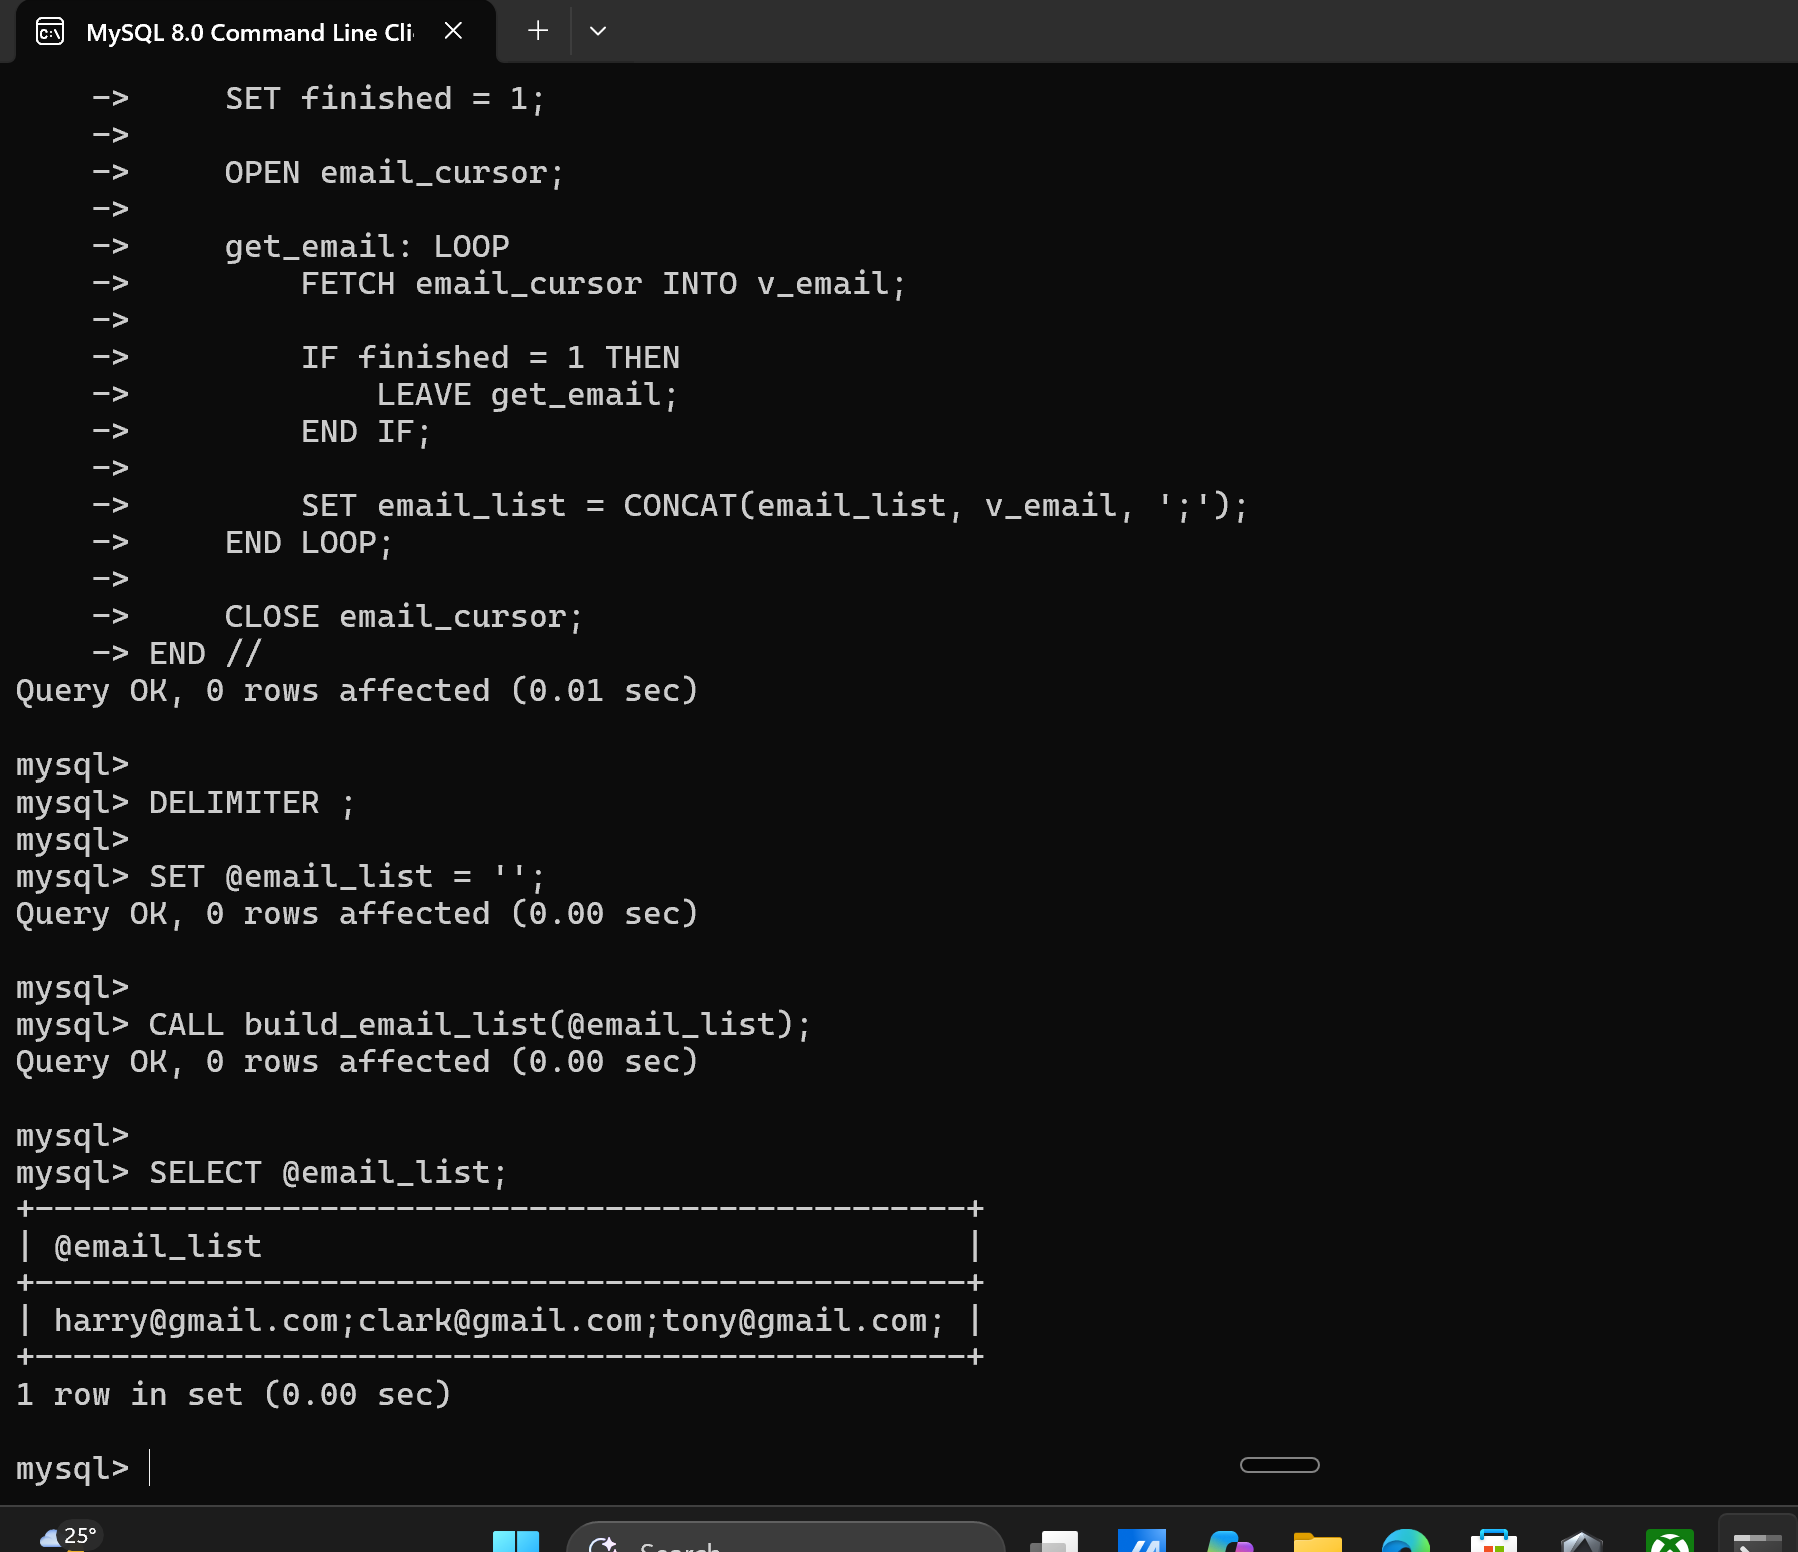 MySQL 8.0 Command Line Cli
    ->     SET finished = 1;
    ->
    ->     OPEN email_cursor;
    ->
    ->     get_email: LOOP
    ->         FETCH email_cursor INTO v_email;
    ->
    ->         IF finished = 1 THEN
    ->             LEAVE get_email;
    ->         END IF;
    ->
    ->         SET email_list = CONCAT(email_list, v_email, ';');
    ->     END LOOP;
    ->
    ->     CLOSE email_cursor;
    -> END //
Query OK, 0 rows affected (0.01 sec)
mysql>
mysql> DELIMITER ;
mysql>
mysql> SET @email_list = '';
Query OK, 0 rows affected (0.00 sec)
mysql>
mysql> CALL build_email_list(@email_list);
Query OK, 0 rows affected (0.00 sec)
mysql>
mysql> SELECT @email_list;
+-------------------------------------------------+
| @email_list                                     |
+-------------------------------------------------+
| harry@gmail.com;clark@gmail.com;tony@gmail.com; |
+-------------------------------------------------+
1 row in set (0.00 sec)
mysql>
25°
Search